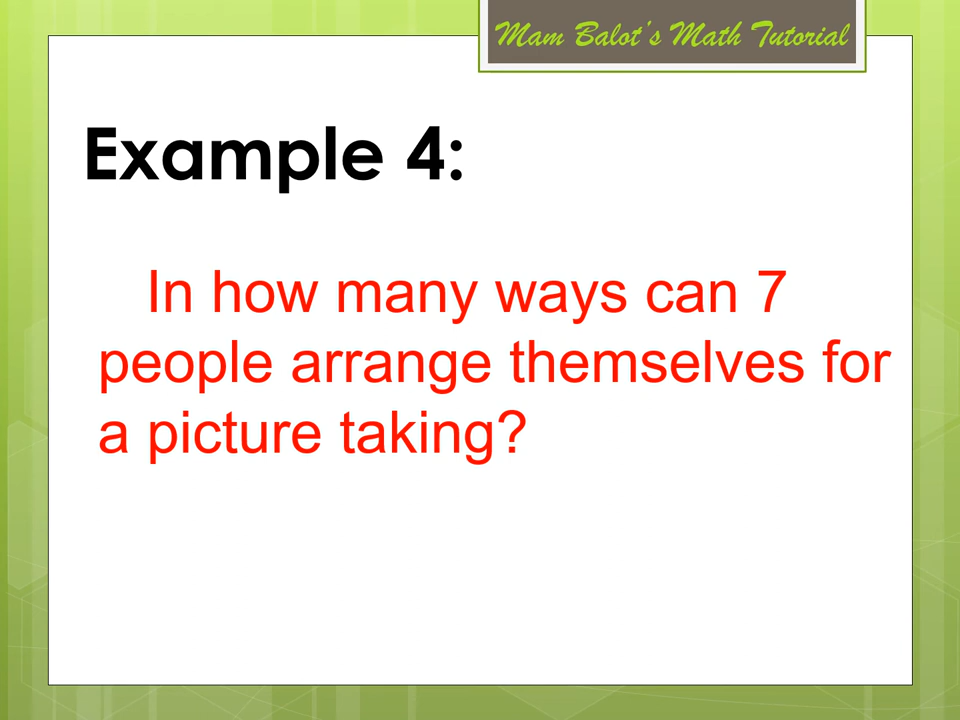 Mam Balot's Math Tutorial
Example 4:
In how many ways can 7
people arrange themselves for
a picture taking?